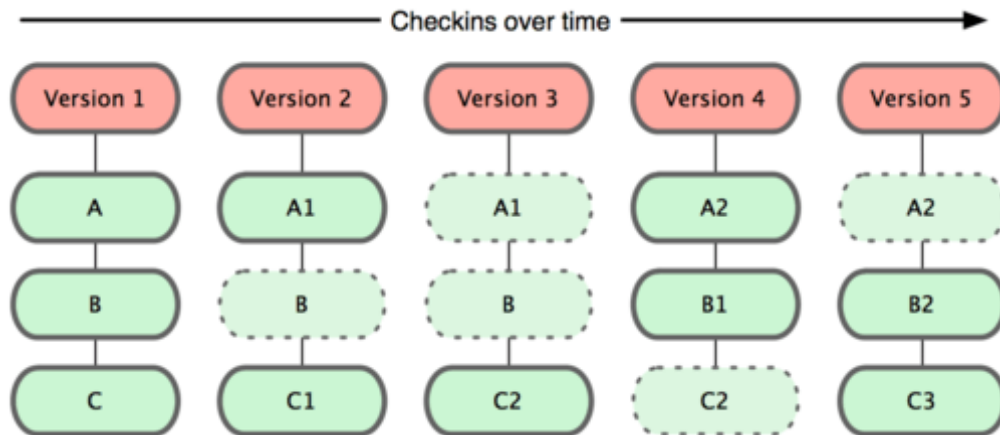 Checkins over time
Version 1 Version 2 Version 3 Version 4 Version 5
A A1 A1 A2 A2
B B B B1 B2
C C1 C2 C2 C3